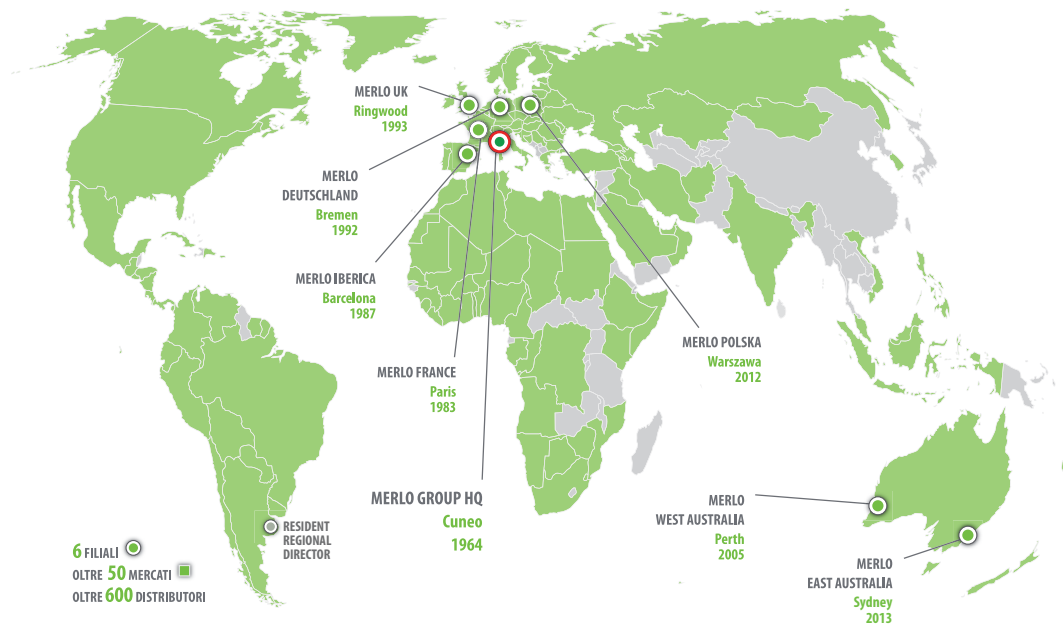 MERLO UK
Ringwood
1993
MERLO
DEUTSCHLAND
Bremen
1992
MERLO IBERICA
Barcelona
1987
MERLO FRANCE
Paris
1983
MERLO GROUP HQ
Cuneo
1964
MERLO POLSKA
Warszawa
2012
MERLO
WEST AUSTRALIA
Perth
2005
MERLO
EAST AUSTRALIA
Sydney
2013
RESIDENT
REGIONAL
DIRECTOR
6 FILIALI
OLTRE 50 MERCATI
OLTRE 600 DISTRIBUTORI